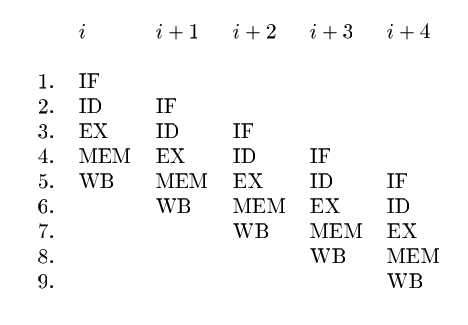 i i + 1 i + 2 i + 3 i + 4
1. IF
2. ID IF
3. EX ID IF
4. MEM EX ID IF
5. WB MEM EX ID IF
6. WB MEM EX ID
7. WB MEM EX
8. WB MEM
9. WB